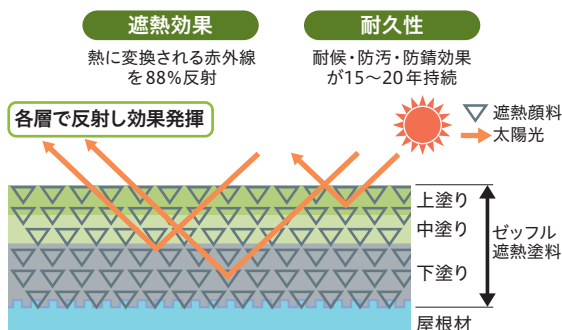 遮熱効果
熱に変換される赤外線
を88%反射
耐久性
耐候・防汚・防錆効果
が15〜20年持続
各層で反射し効果発揮
遮熱顔料
太陽光
上塗り
中塗り
下塗り
屋根材
ゼッフル
遮熱塗料